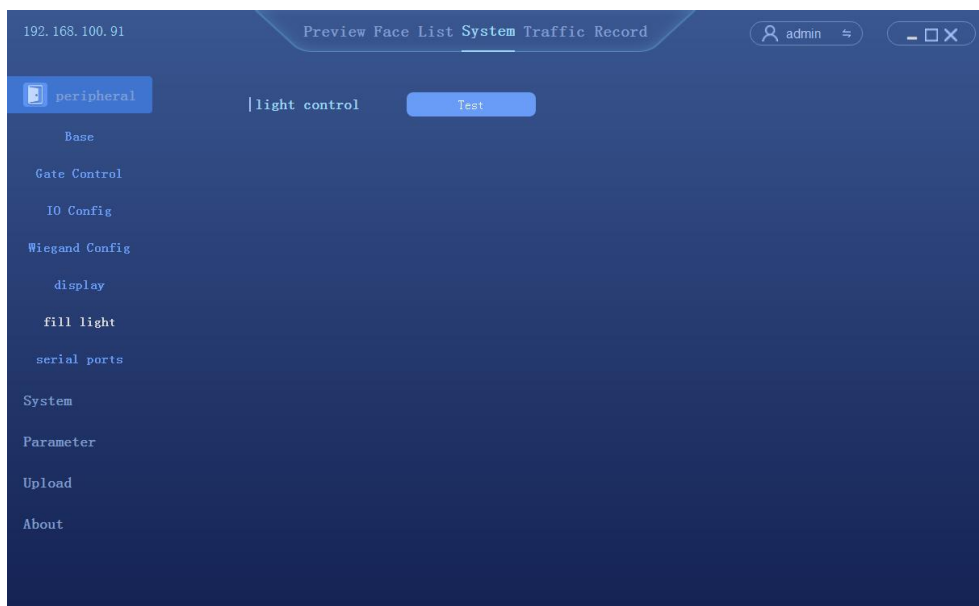 192.168.100.91
Preview Face List System Traffic Record
admin
peripheral
light control
Test
Base
Gate Control
IO Config
Wiegand Config
display
fill light
serial ports
System
Parameter
Upload
About